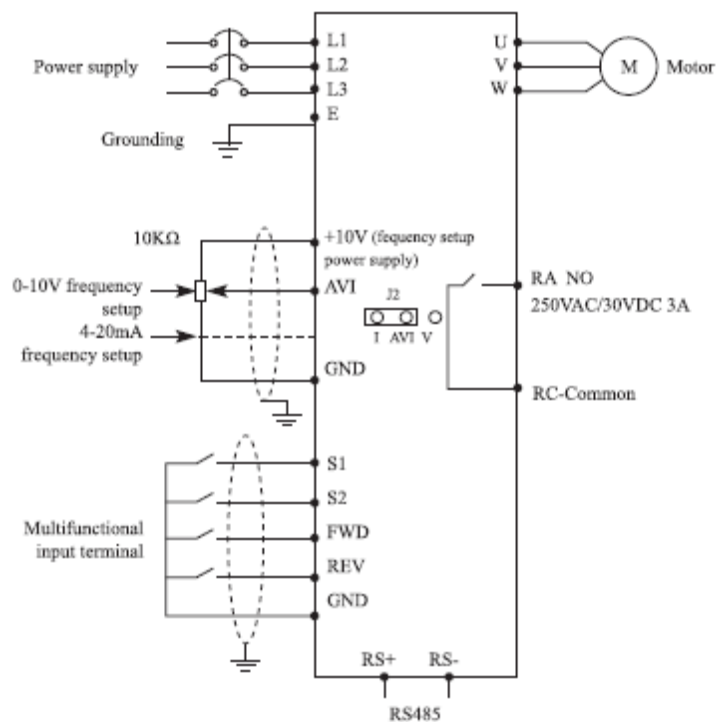 L1
U
Power supply
L2
V
M
Motor
L3
W
E
Grounding
10KΩ
+10V (fequency setup
power supply)
0-10V frequency
setup
AVI
J2
RA NO
250VAC/30VDC 3A
4-20mA
frequency setup
I AVI V
GND
RC-Common
S1
S2
Multifunctional
input terminal
FWD
REV
GND
RS+ RS-
RS485